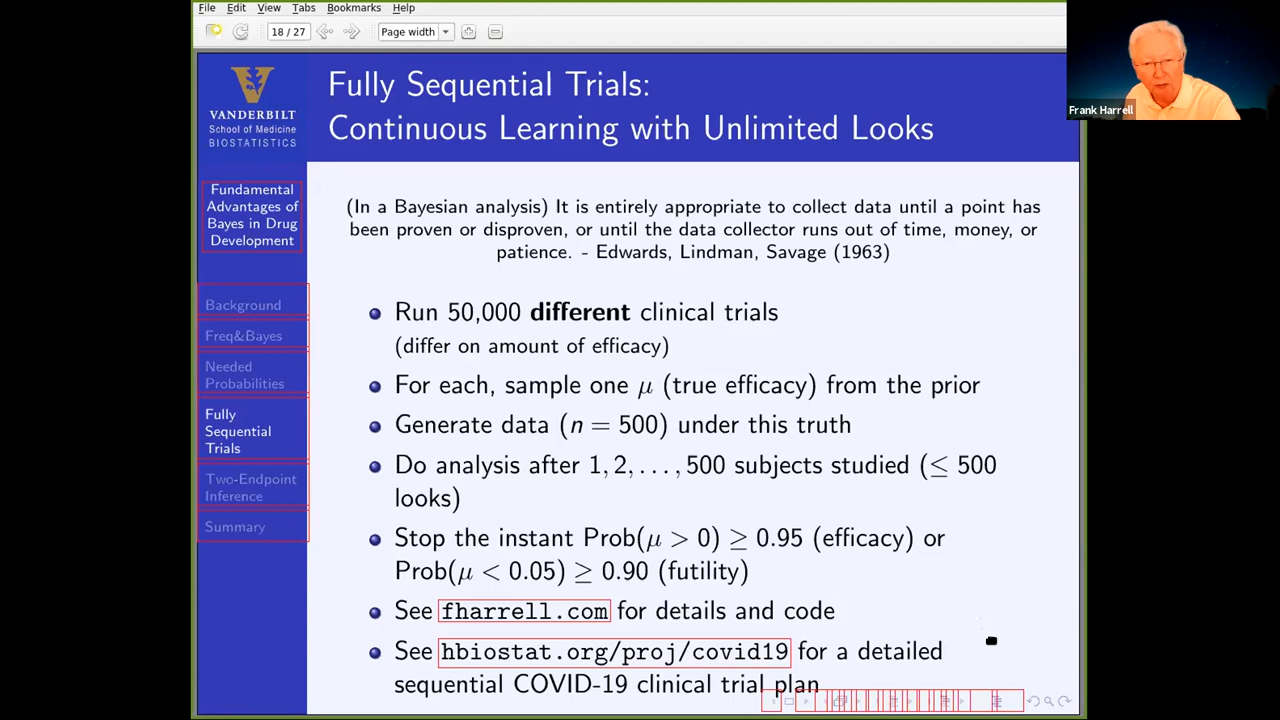 File Edit View Tabs Bookmarks Help
18 / 27 Page width
Frank Harrell
VANDERBILT
School of Medicine
BIOSTATISTICS
Fully Sequential Trials:
Continuous Learning with Unlimited Looks
Fundamental
Advantages of
Bayes in Drug
Development
Background
Freq&Bayes
Needed
Probabilities
Fully
Sequential
Trials
Two-Endpoint
Inference
Summary
(In a Bayesian analysis) It is entirely appropriate to collect data until a point has
been proven or disproven, or until the data collector runs out of time, money, or
patience. - Edwards, Lindman, Savage (1963)
Run 50,000 different clinical trials
(differ on amount of efficacy)
For each, sample one μ (true efficacy) from the prior
Generate data (n = 500) under this truth
Do analysis after 1, 2, . . . , 500 subjects studied (≤ 500
looks)
Stop the instant Prob(μ > 0) ≥ 0.95 (efficacy) or
Prob(μ < 0.05) ≥ 0.90 (futility)
See fharrell.com for details and code
See hbiostat.org/proj/covid19 for a detailed
sequential COVID-19 clinical trial plan